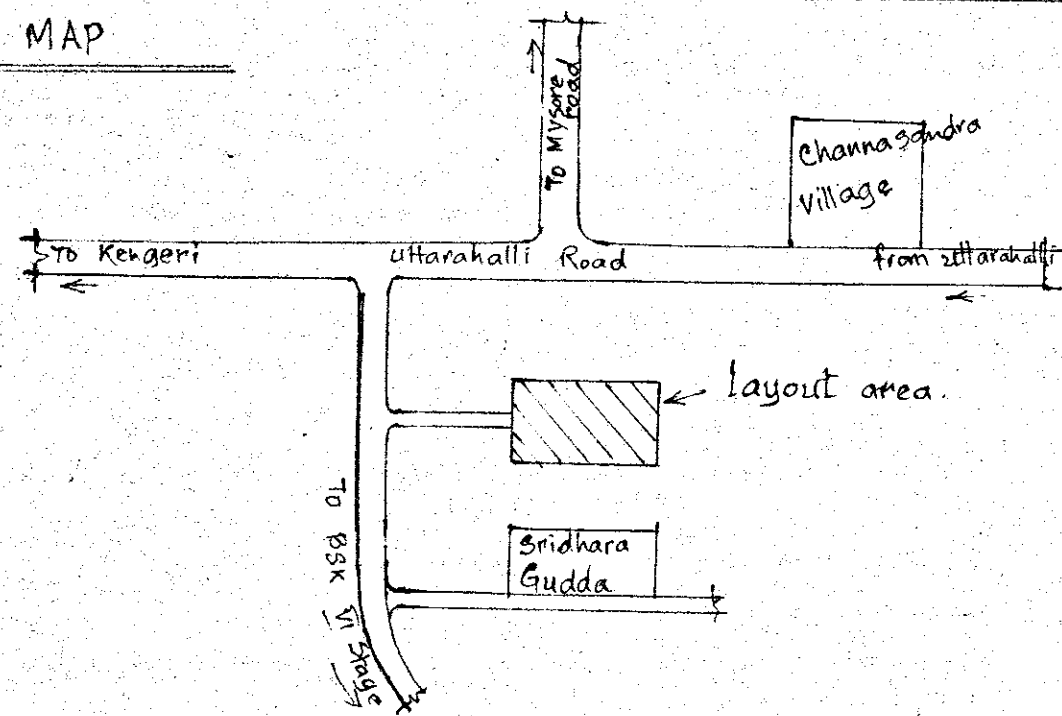 MAP
To Mysore
road
Channasandra
Village
To Kengeri
uttarahalli Road
from uttarahalli
layout area.
Sridhara
Gudda
To BSK VI Stage